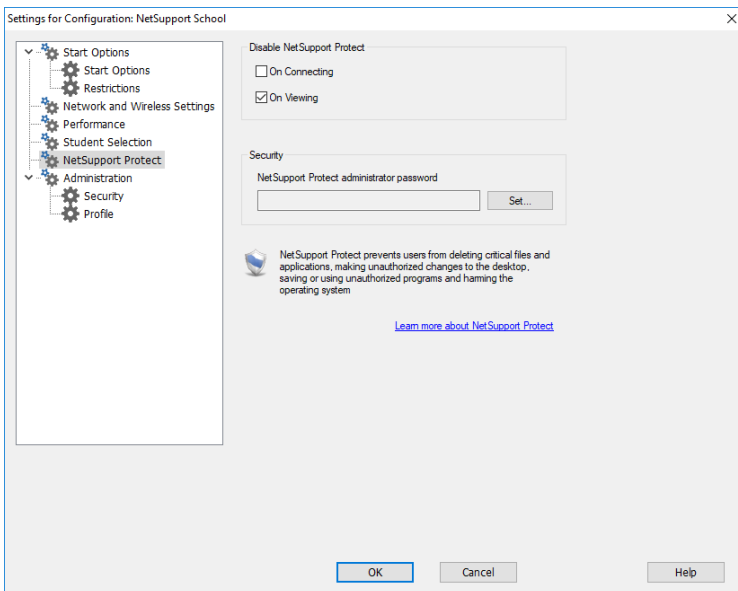 Settings for Configuration: NetSupport School
Start Options
Start Options
Restrictions
Network and Wireless Settings
Performance
Student Selection
NetSupport Protect
Administration
Security
Profile
Disable NetSupport Protect
On Connecting
On Viewing
Security
NetSupport Protect administrator password
Set...
NetSupport Protect prevents users from deleting critical files and
applications, making unauthorized changes to the desktop,
saving or using unauthorized programs and harming the
operating system
Learn more about NetSupport Protect
OK
Cancel
Help